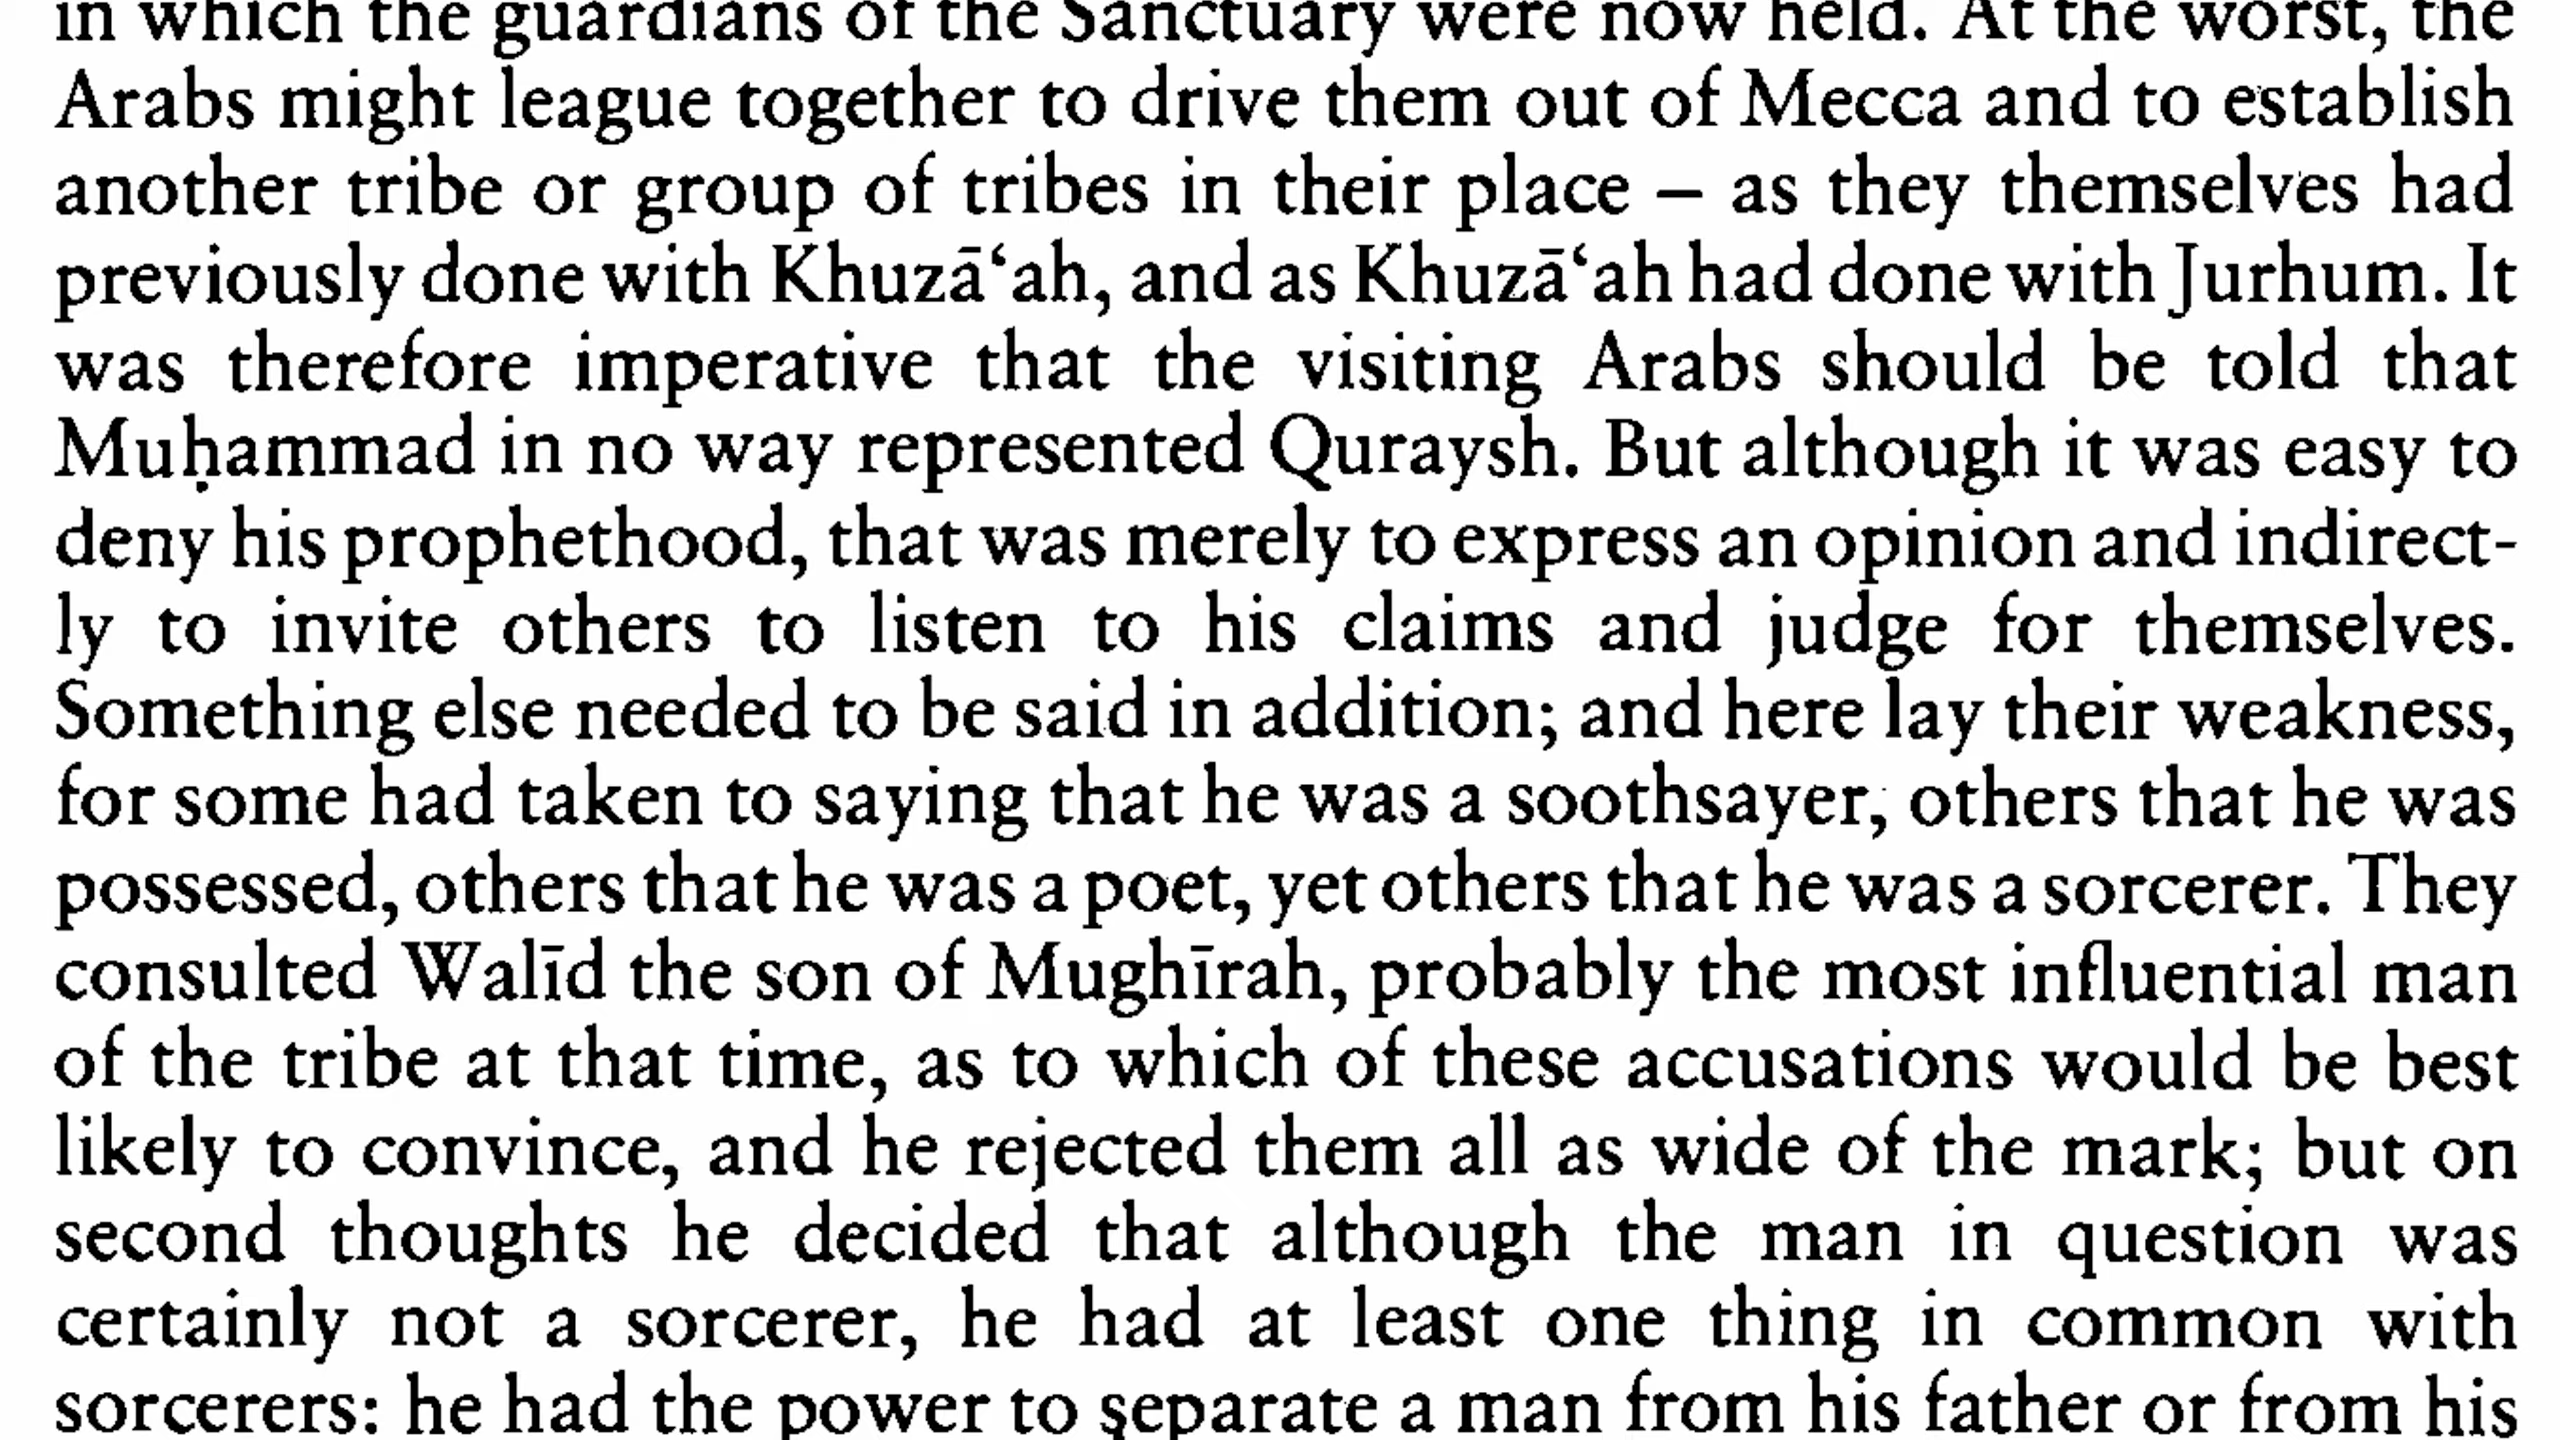 in which the guardians of the Sanctuary were now held. At the worst, the
Arabs might league together to drive them out of Mecca and to establish
another tribe or group of tribes in their place – as they themselves had
previously done with Khuzāʻah, and as Khuzāʻah had done with Jurhum. It
was therefore imperative that the visiting Arabs should be told that
Muḥammad in no way represented Quraysh. But although it was easy to
deny his prophethood, that was merely to express an opinion and indirect-
ly to invite others to listen to his claims and judge for themselves.
Something else needed to be said in addition; and here lay their weakness,
for some had taken to saying that he was a soothsayer, others that he was
possessed, others that he was a poet, yet others that he was a sorcerer. They
consulted Walīd the son of Mughīrah, probably the most influential man
of the tribe at that time, as to which of these accusations would be best
likely to convince, and he rejected them all as wide of the mark; but on
second thoughts he decided that although the man in question was
certainly not a sorcerer, he had at least one thing in common with
sorcerers: he had the power to separate a man from his father or from his